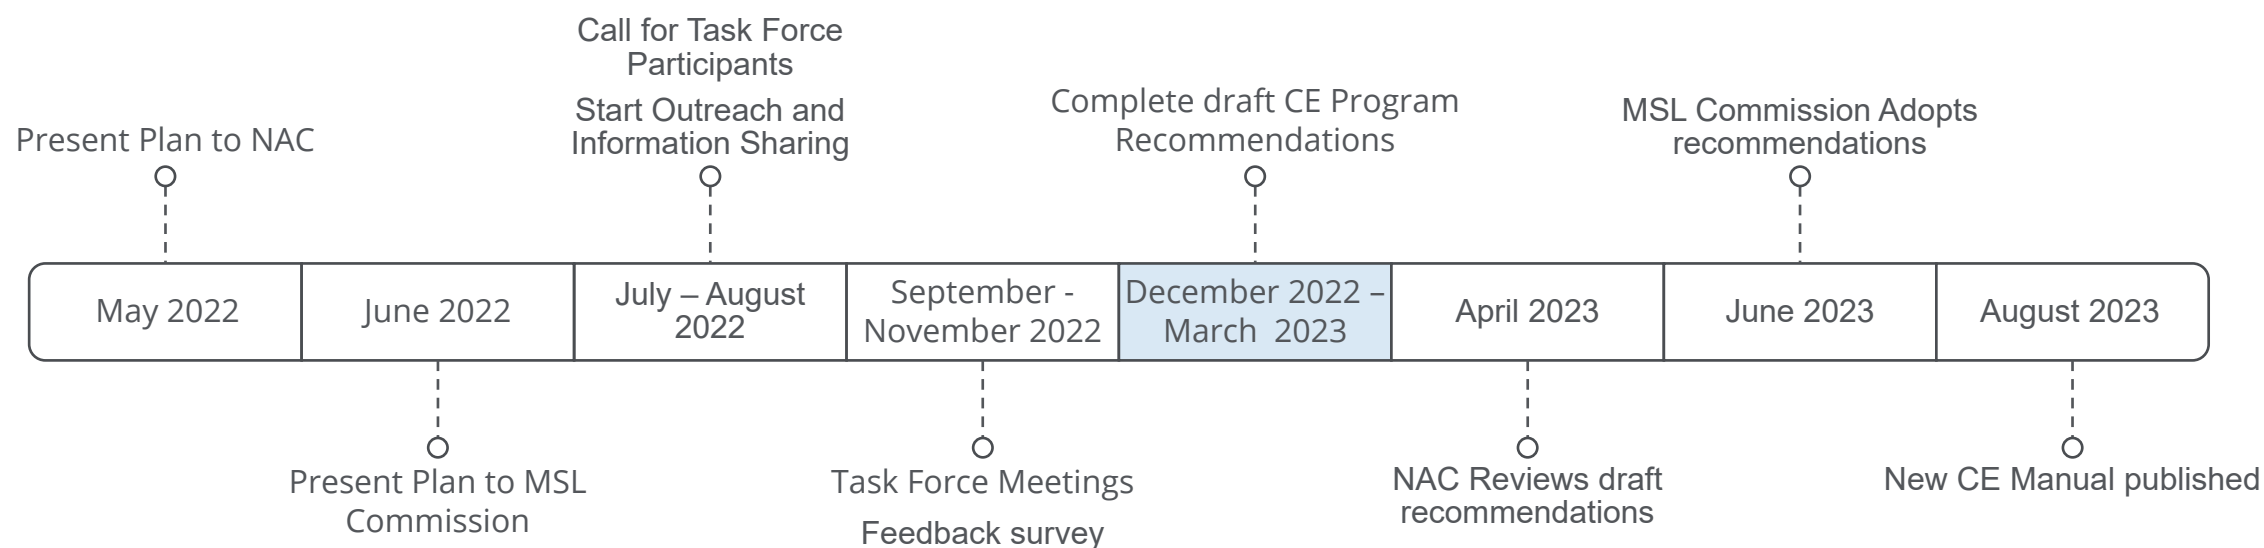 Call for Task Force
Participants
Start Outreach and
Information Sharing
Present Plan to NAC
Complete draft CE Program
Recommendations
MSL Commission Adopts
recommendations
May 2022
June 2022
July – August
2022
September -
November 2022
December 2022 –
March 2023
April 2023
June 2023
August 2023
Present Plan to MSL
Commission
Task Force Meetings
Feedback survey
NAC Reviews draft
recommendations
New CE Manual published